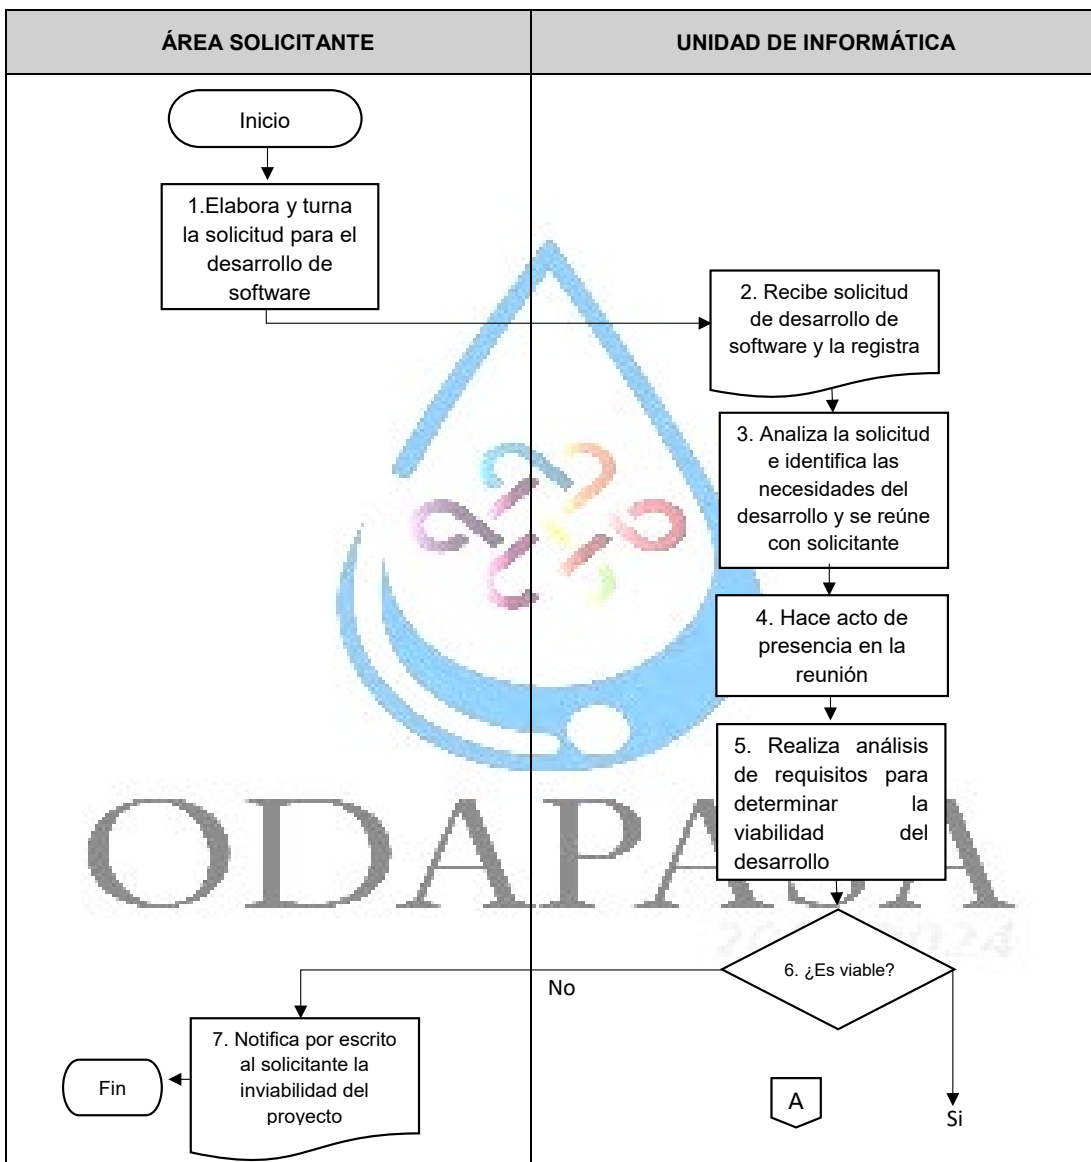 ÁREA SOLICITANTE
UNIDAD DE INFORMÁTICA
Inicio
1.Elabora y turna
la solicitud para el
desarrollo de
software
2. Recibe solicitud
de desarrollo de
software y la registra
3. Analiza la solicitud
e identifica las
necesidades del
desarrollo y se reúne
con solicitante
4. Hace acto de
presencia en la
reunión
5. Realiza análisis
de requisitos para
determinar la
viabilidad del
desarrollo
ODAPASA
6. ¿Es viable?
No
7. Notifica por escrito
al solicitante la
inviabilidad del
proyecto
Fin
A
Si